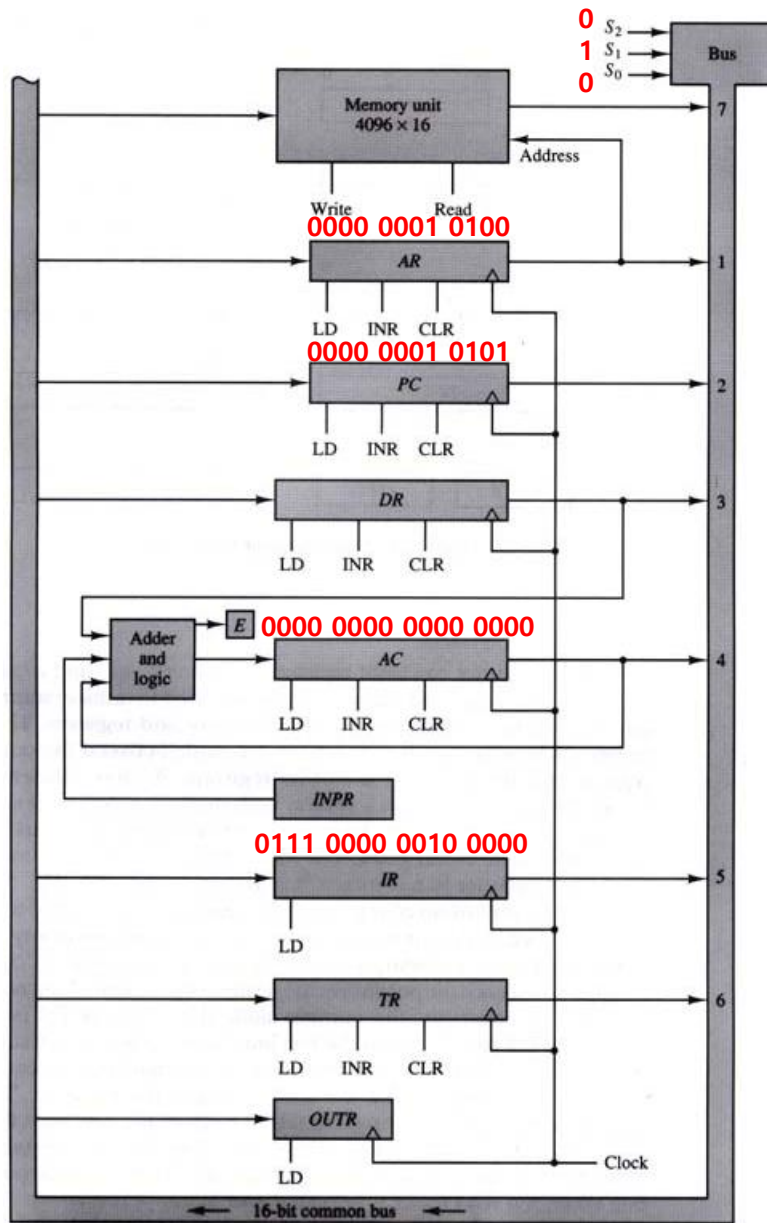 0 S2
1 S1
0 S0
Bus
Memory unit
4096 × 16
7
Address
Write Read
0000 0001 0100
AR
1
LD INR CLR
0000 0001 0101
PC
2
LD INR CLR
DR
3
LD INR CLR
E
0000 0000 0000 0000
Adder
and
logic
AC
4
LD INR CLR
INPR
0111 0000 0010 0000
IR
5
LD
TR
6
LD INR CLR
OUTR
LD
Clock
16-bit common bus